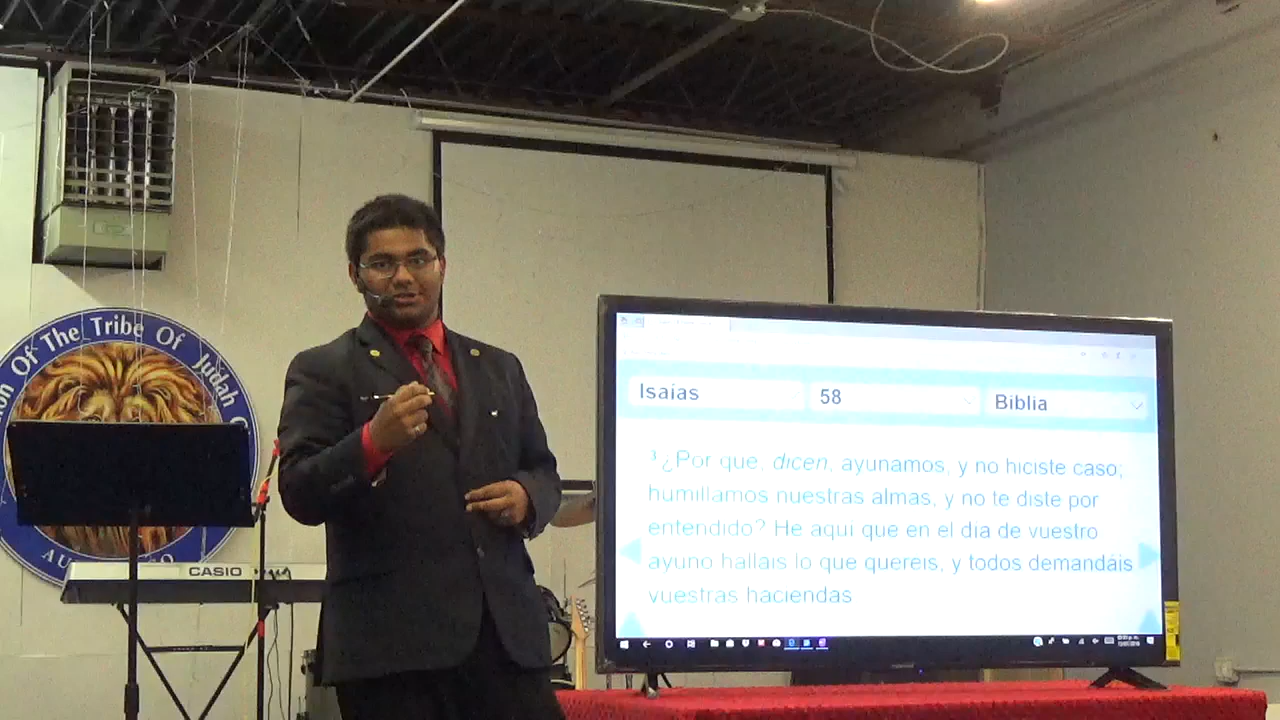 Of The Tribe Of Judah
CASIO
Isaías
58
Biblia
3 ¿Por que, dicen, ayunamos, y no hiciste caso;
humillamos nuestras almas, y no te diste por
entendido? He aqui que en el dia de vuestro
ayuno hallais lo que quereis, y todos demandáis
vuestras haciendas